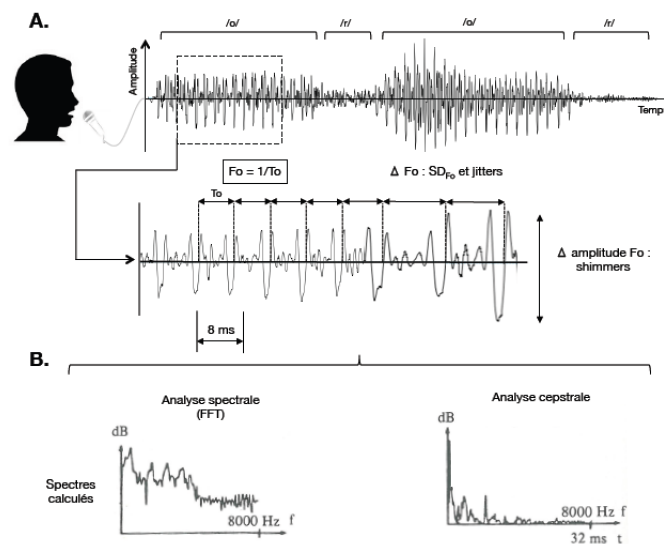 A.
/o/ /r/ /o/ /r/
Amplitude
Temp
Fo = 1/To
Δ Fo : SDFo et jitters
To
Δ amplitude Fo :
shimmers
8 ms
B.
Analyse spectrale
(FFT)
Analyse cepstrale
dB
dB
Spectres
calculés
8000 Hz f
8000 Hz f
32 ms t